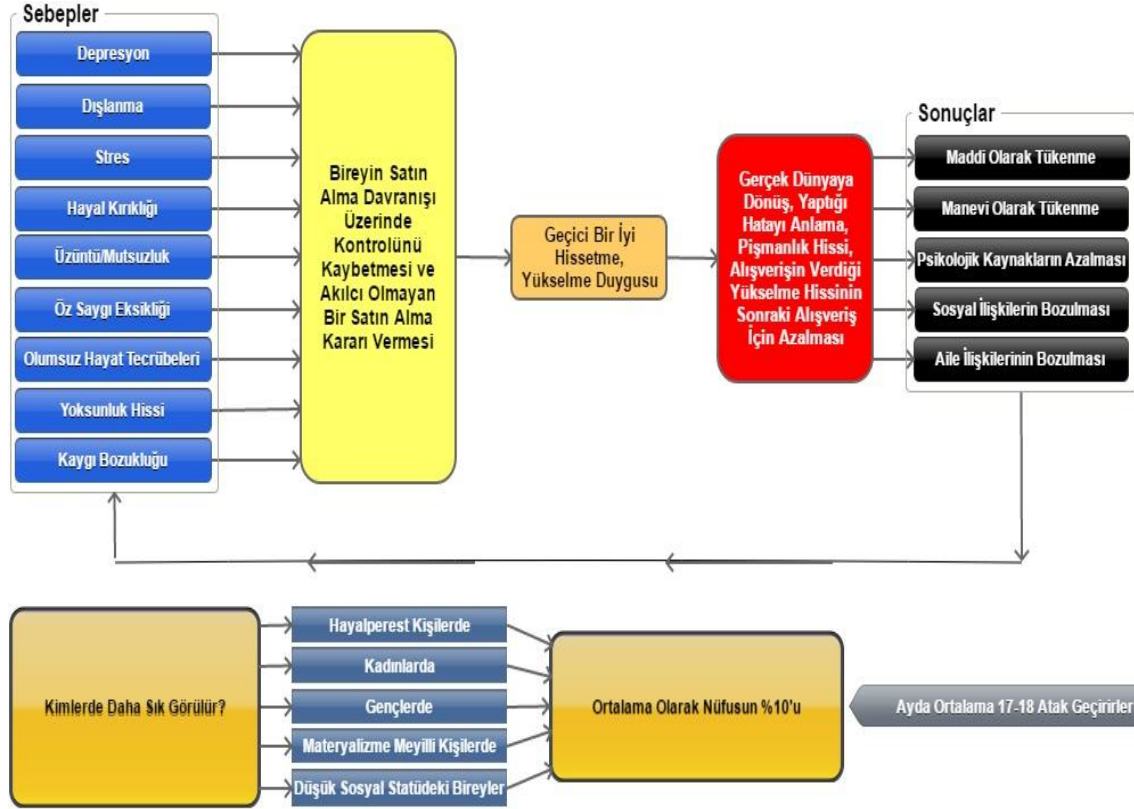 Sebepler
Depresyon
Dışlanma
Stres
Hayal Kırıklığı
Üzüntü/Mutsuzluk
Öz Saygı Eksikliği
Olumsuz Hayat Tecrübeleri
Yoksunluk Hissi
Kaygı Bozukluğu
Bireyin Satın
Alma Davranışı
Üzerinde
Kontrolünü
Kaybetmesi ve
Akılcı Olmayan
Bir Satın Alma
Kararı Vermesi
Geçici Bir İyi
Hissetme,
Yükselme Duygusu
Gerçek Dünyaya
Dönüş, Yaptığı
Hatayı Anlama,
Pişmanlık Hissi,
Alışverişin Verdiği
Yükselme Hissinin
Sonraki Alışveriş
İçin Azalması
Sonuçlar
Maddi Olarak Tükenme
Manevi Olarak Tükenme
Psikolojik Kaynakların Azalması
Sosyal İlişkilerin Bozulması
Aile İlişkilerinin Bozulması
Kimlerde Daha Sık Görülür?
Hayalperest Kişilerde
Kadınlarda
Gençlerde
Materyalizme Meyilli Kişilerde
Düşük Sosyal Statüdeki Bireyler
Ortalama Olarak Nüfusun %10'u
Ayda Ortalama 17-18 Atak Geçirirler